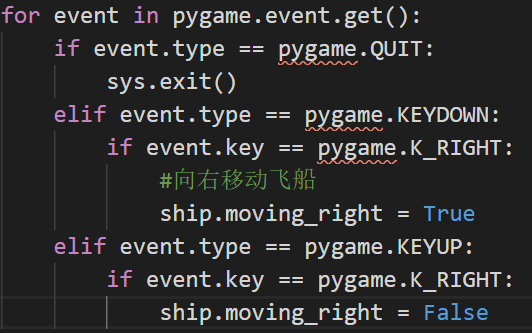 for event in pygame.event.get():
    if event.type == pygame.QUIT:
        sys.exit()
    elif event.type == pygame.KEYDOWN:
        if event.key == pygame.K_RIGHT:
            #向右移动飞船
            ship.moving_right = True
    elif event.type == pygame.KEYUP:
        if event.key == pygame.K_RIGHT:
            ship.moving_right = False